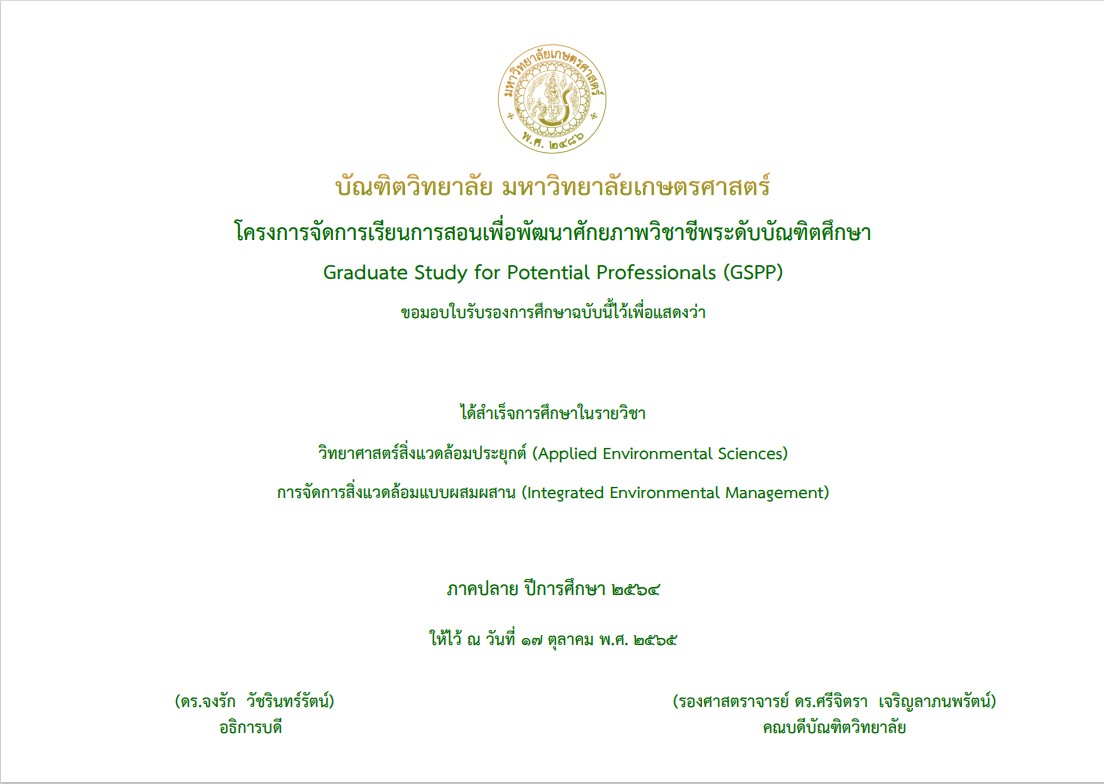 มหาวิทยาลัยเกษตรศาสตร์
พ.ศ. ๒๔๘๖
บัณฑิตวิทยาลัย มหาวิทยาลัยเกษตรศาสตร์
โครงการจัดการเรียนการสอนเพื่อพัฒนาศักยภาพวิชาชีพระดับบัณฑิตศึกษา
Graduate Study for Potential Professionals (GSPP)
ขอมอบใบรับรองการศึกษาฉบับนี้ไว้เพื่อแสดงว่า
ได้สำเร็จการศึกษาในรายวิชา
วิทยาศาสตร์สิ่งแวดล้อมประยุกต์ (Applied Environmental Sciences)
การจัดการสิ่งแวดล้อมแบบผสมผสาน (Integrated Environmental Management)
ภาคปลาย ปีการศึกษา ๒๕๖๔
ให้ไว้ ณ วันที่ ๑๗ ตุลาคม พ.ศ. ๒๕๖๕
(ดร.จงรัก วัชรินทร์รัตน์)
อธิการบดี
(รองศาสตราจารย์ ดร.ศรีจิตรา เจริญลาภนพรัตน์)
คณบดีบัณฑิตวิทยาลัย